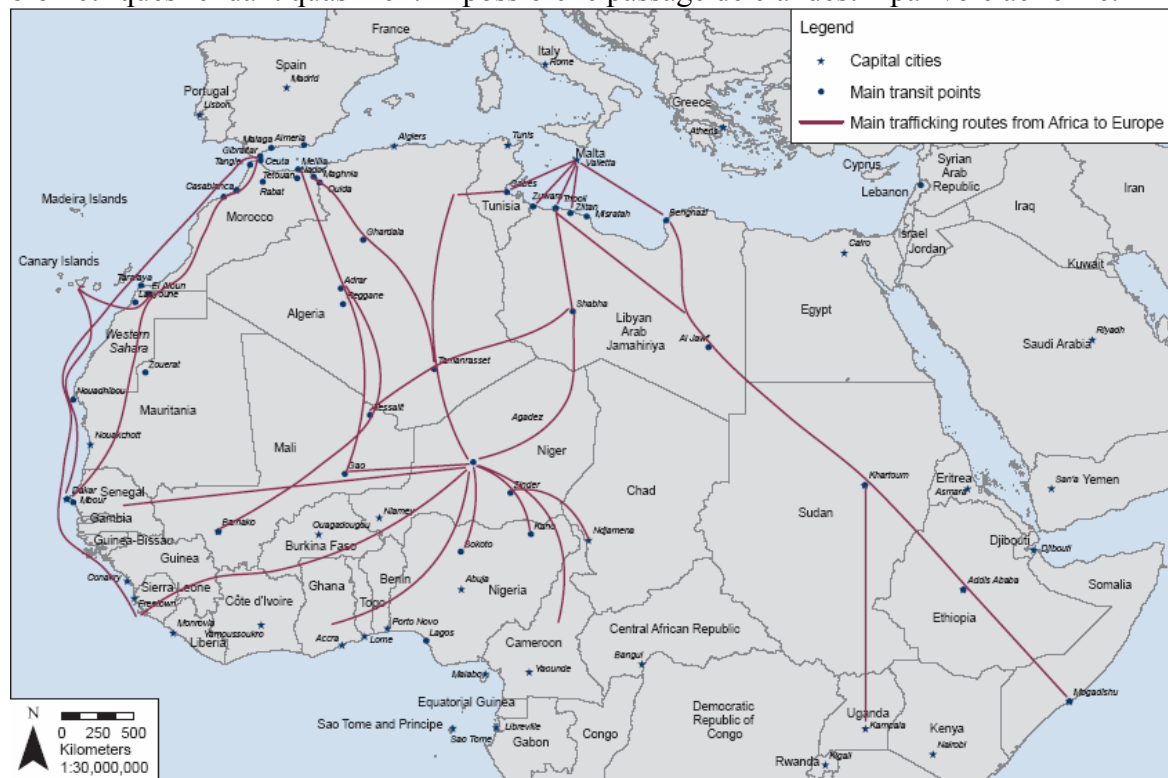 Legend
Capital cities
Main transit points
Main trafficking routes from Africa to Europe
France
Italy
Rome
Spain
Madrid
Portugal
Lisbon
Greece
Athens
Malaga
Almeria
Gibraltar
Tangier
Ceuta
Melilla
Nador
Tetouan
Maghnia
Oujda
Rabat
Casablanca
Algiers
Tunis
Malta
Valletta
Cyprus
Lebanon
Syrian
Arab
Republic
Iran
Iraq
Israel
Jordan
Kuwait
Madeira Islands
Morocco
Tunisia
Gabes
Zuwara
Tripoli
Zlitan
Misratah
Benghazi
Cairo
Ghardaia
Canary Islands
Tarfaya
El Aioun
Laayoune
Adrar
Reggane
Algeria
Shabha
Libyan
Arab
Jamahiriya
Egypt
Al Jawf
Riyadh
Saudi Arabia
Western
Sahara
Zouerat
Tamanrasset
Nouadhibou
Mauritania
Tessalit
Agadez
Nouakchott
Mali
Gao
Niger
Chad
Khartoum
Sudan
Eritrea
Asmara
San'a
Yemen
Dakar
Mbour
Senegal
Gambia
Guinea-Bissau
Guinea
Bamako
Niamey
Ouagadougou
Burkina Faso
Zinder
Kano
Ndjamena
Sokoto
Djibouti
Djibouti
Conakry
Sierra Leone
Freetown
Côte d'Ivoire
Ghana
Togo
Benin
Abuja
Nigeria
Addis Ababa
Ethiopia
Somalia
Monrovia
Liberia
Yamoussoukro
Accra
Lome
Porto Novo
Lagos
Cameroon
Central African Republic
Bangui
Malabo
Yaounde
Equatorial Guinea
Sao Tome and Principe
Sao Tome
Libreville
Gabon
Congo
Democratic
Republic of
Congo
Uganda
Kampala
Kenya
Nairobi
Rwanda
Kigali
Mogadishu
N
0 250 500
Kilometers
1:30,000,000